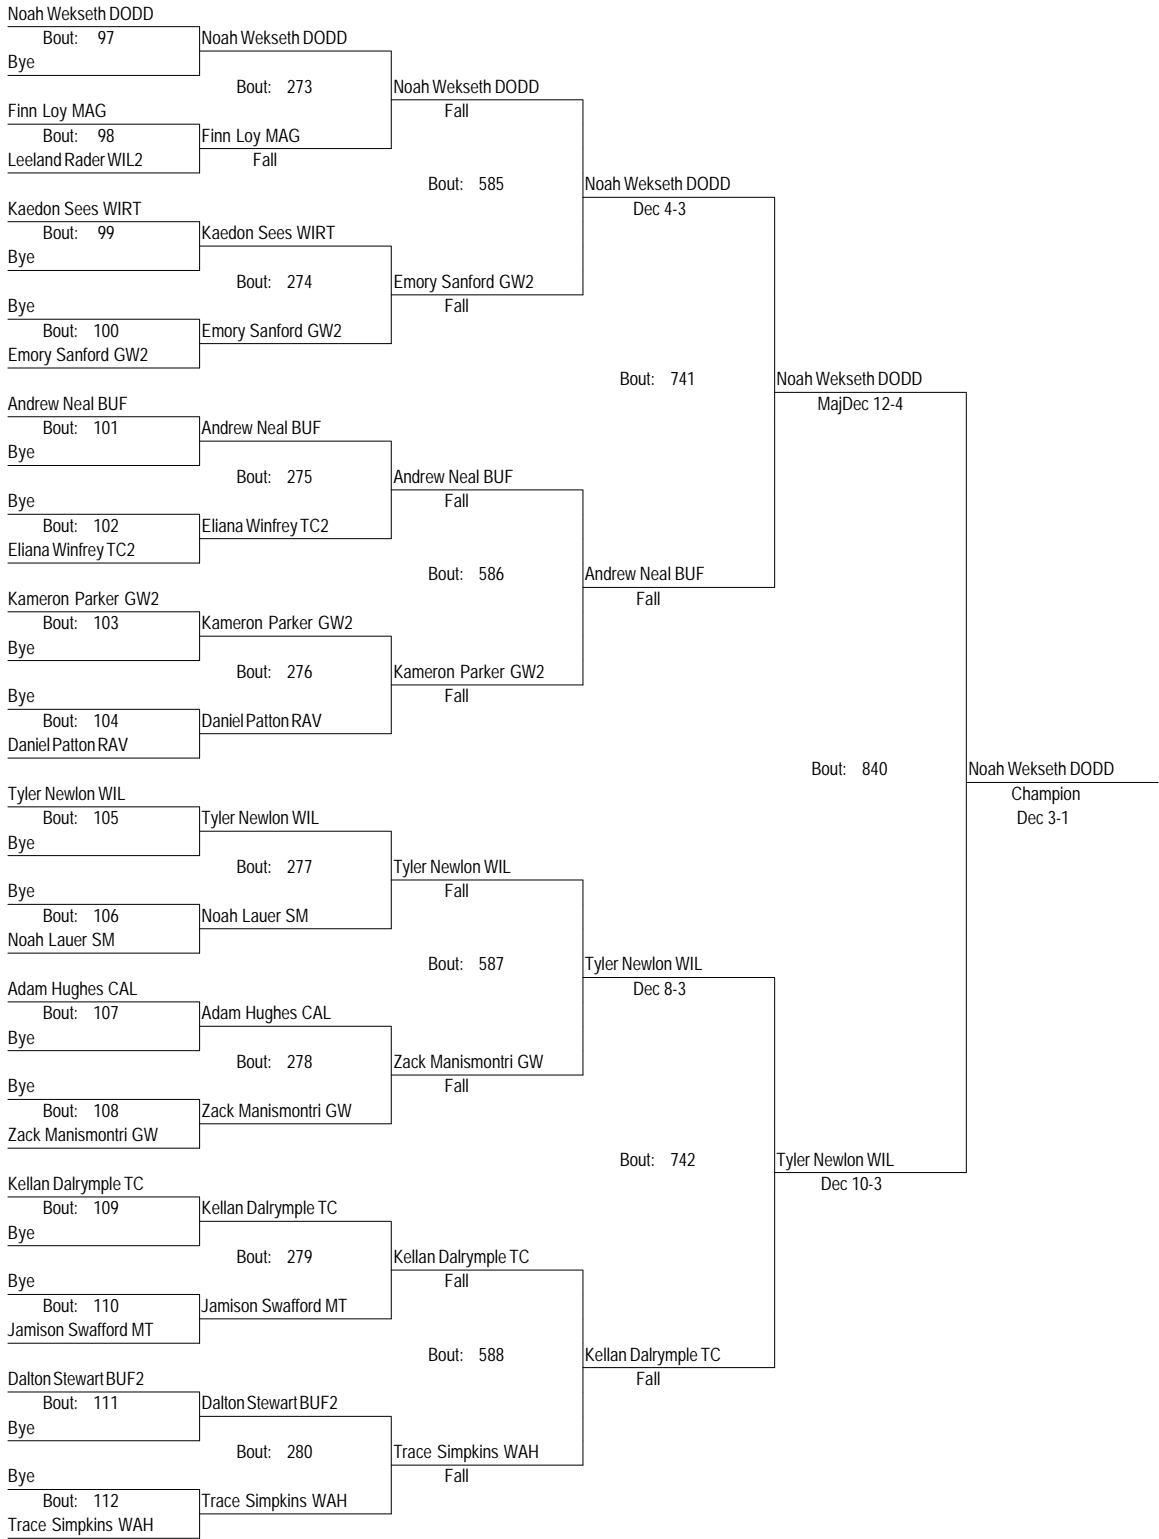 Noah Wekseth DODD
Bout: 97
Noah Wekseth DODD
Bye
Bout: 273
Noah Wekseth DODD
Finn Loy MAG
Fall
Bout: 98
Finn Loy MAG
Leeland Rader WIL2
Fall
Bout: 585
Noah Wekseth DODD
Kaedon Sees WIRT
Dec 4-3
Bout: 99
Kaedon Sees WIRT
Bye
Bout: 274
Emory Sanford GW2
Bye
Fall
Bout: 100
Emory Sanford GW2
Emory Sanford GW2
Bout: 741
Noah Wekseth DODD
Andrew Neal BUF
MajDec 12-4
Bout: 101
Andrew Neal BUF
Bye
Bout: 275
Andrew Neal BUF
Bye
Fall
Bout: 102
Eliana Winfrey TC2
Eliana Winfrey TC2
Bout: 586
Andrew Neal BUF
Kameron Parker GW2
Fall
Bout: 103
Kameron Parker GW2
Bye
Bout: 276
Kameron Parker GW2
Bye
Fall
Bout: 104
Daniel Patton RAV
Daniel Patton RAV
Bout: 840
Noah Wekseth DODD
Tyler Newlon WIL
Champion
Bout: 105
Tyler Newlon WIL
Dec 3-1
Bye
Bout: 277
Tyler Newlon WIL
Bye
Fall
Bout: 106
Noah Lauer SM
Noah Lauer SM
Bout: 587
Tyler Newlon WIL
Adam Hughes CAL
Dec 8-3
Bout: 107
Adam Hughes CAL
Bye
Bout: 278
Zack Manismontri GW
Bye
Fall
Bout: 108
Zack Manismontri GW
Zack Manismontri GW
Bout: 742
Tyler Newlon WIL
Kellan Dalrymple TC
Dec 10-3
Bout: 109
Kellan Dalrymple TC
Bye
Bout: 279
Kellan Dalrymple TC
Bye
Fall
Bout: 110
Jamison Swafford MT
Jamison Swafford MT
Bout: 588
Kellan Dalrymple TC
Dalton Stewart BUF2
Fall
Bout: 111
Dalton Stewart BUF2
Bye
Bout: 280
Trace Simpkins WAH
Bye
Fall
Bout: 112
Trace Simpkins WAH
Trace Simpkins WAH